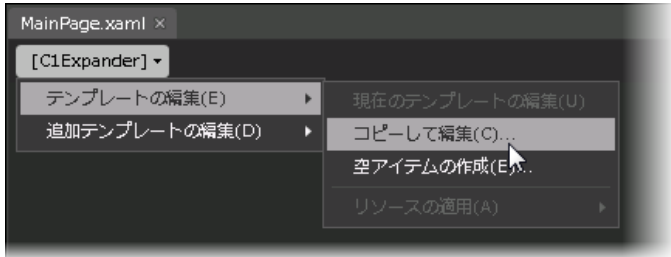 MainPage.xaml ×
[C1Expander]
テンプレートの編集(E)
追加テンプレートの編集(D)
現在のテンプレートの編集(U)
コピーして編集(C)...
空アイテムの作成(E)...
リソースの適用(A)